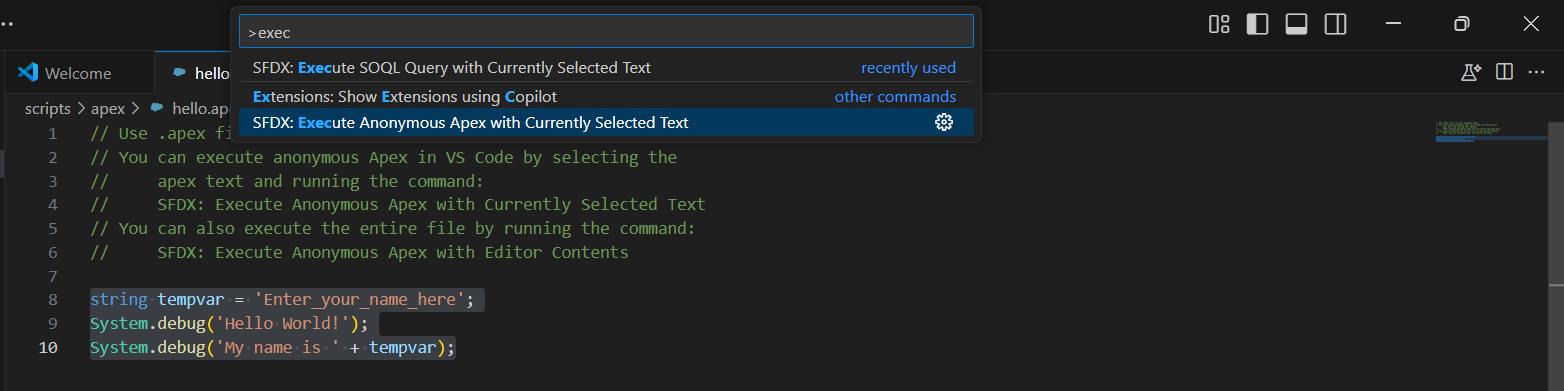 >exec
SFDX: Execute SOQL Query with Currently Selected Text recently used
Extensions: Show Extensions using Copilot other commands
SFDX: Execute Anonymous Apex with Currently Selected Text
Welcome hello
scripts > apex > hello.ap
1 // Use .apex fi
2 // You can execute anonymous Apex in VS Code by selecting the
3 //     apex text and running the command:
4 //     SFDX: Execute Anonymous Apex with Currently Selected Text
5 // You can also execute the entire file by running the command:
6 //     SFDX: Execute Anonymous Apex with Editor Contents
7
8 string tempvar = 'Enter_your_name_here';
9 System.debug('Hello World!');
10 System.debug('My name is ' + tempvar);